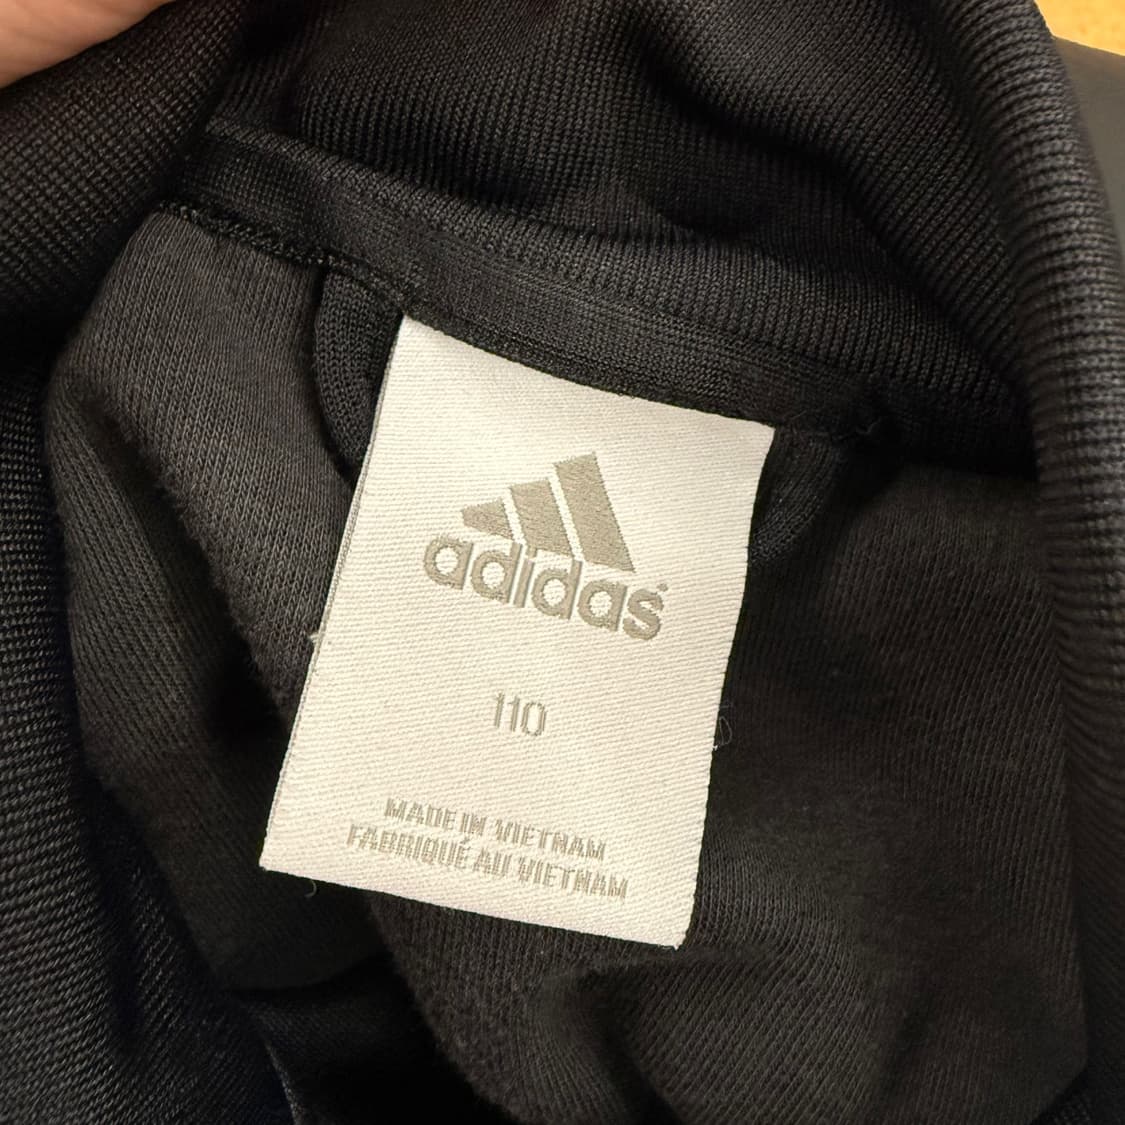 adidas®
110
MADE IN VIETNAM
FABRIQUÉ AU VIETNAM